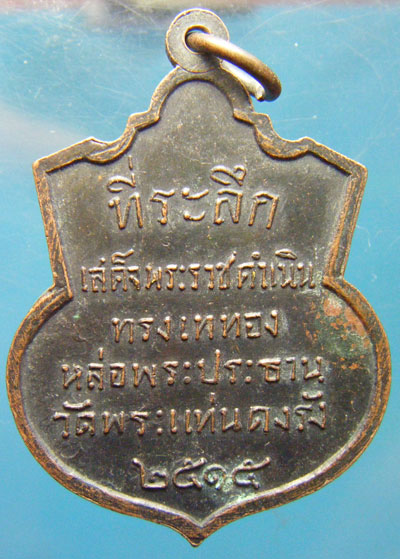 ที่ระลึก
เสด็จพระราชดำเนิน
ทรงเททอง
หล่อพระประธาน
วัดพระแท่นดงรัง
๒๕๑๕